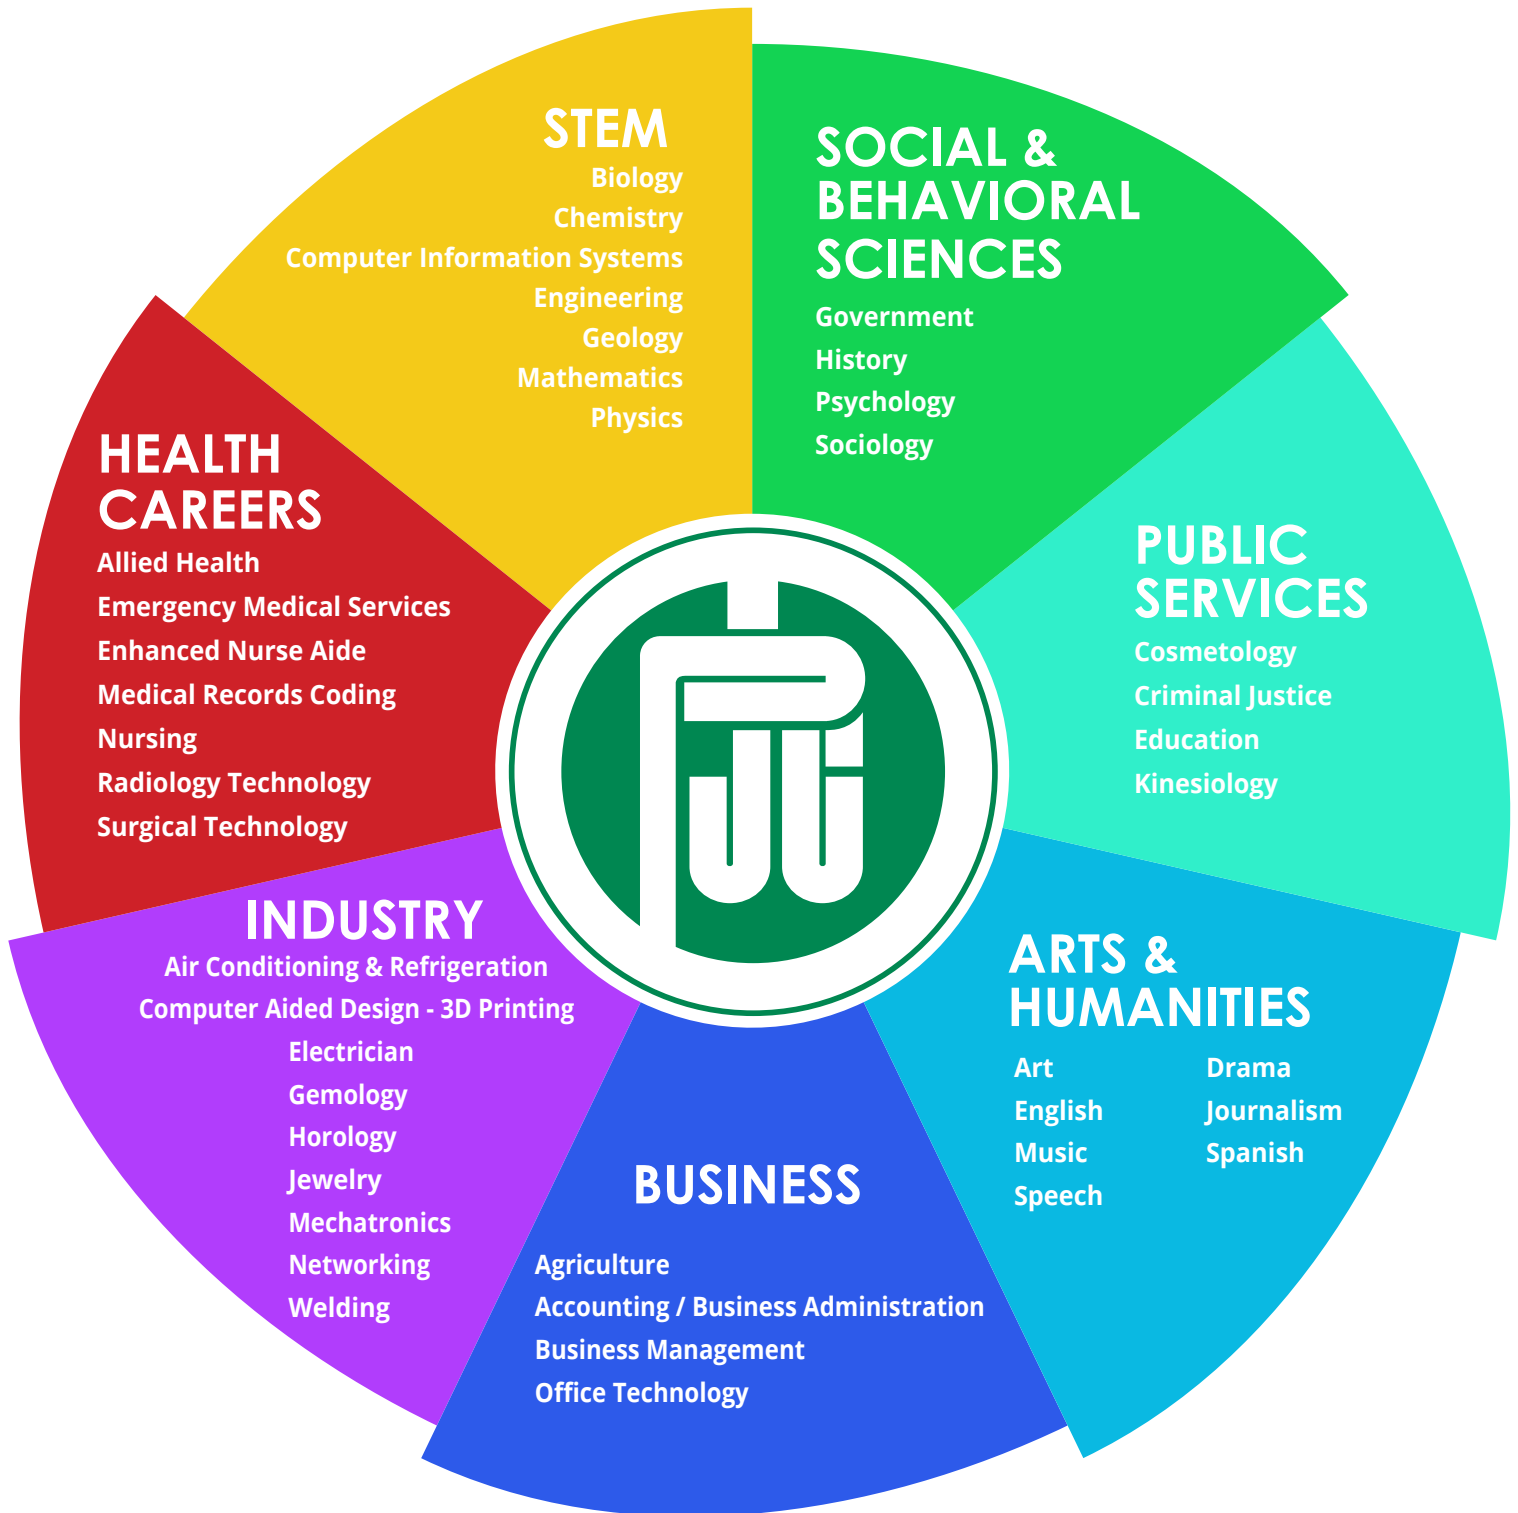 STEM
Biology
Chemistry
Computer Information Systems
Engineering
Geology
Mathematics
Physics
SOCIAL &
BEHAVIORAL
SCIENCES
Government
History
Psychology
Sociology
PUBLIC
SERVICES
Cosmetology
Criminal Justice
Education
Kinesiology
ARTS &
HUMANITIES
Art
English
Music
Speech
Drama
Journalism
Spanish
BUSINESS
Agriculture
Accounting / Business Administration
Business Management
Office Technology
INDUSTRY
Air Conditioning & Refrigeration
Computer Aided Design - 3D Printing
Electrician
Gemology
Horology
Jewelry
Mechatronics
Networking
Welding
HEALTH
CAREERS
Allied Health
Emergency Medical Services
Enhanced Nurse Aide
Medical Records Coding
Nursing
Radiology Technology
Surgical Technology
PJC